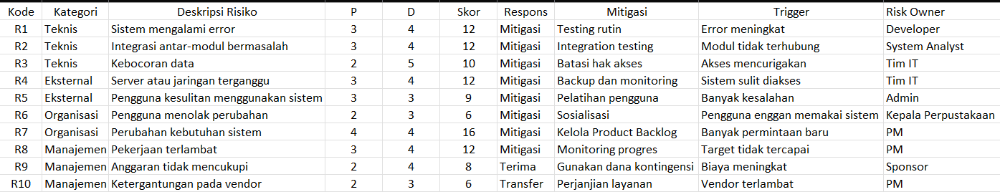 Kode Kategori Deskripsi Risiko P D Skor Respons Mitigasi Trigger Risk Owner
R1 Teknis Sistem mengalami error 3 4 12 Mitigasi Testing rutin Error meningkat Developer
R2 Teknis Integrasi antar-modul bermasalah 3 4 12 Mitigasi Integration testing Modul tidak terhubung System Analyst
R3 Teknis Kebocoran data 2 5 10 Mitigasi Batasi hak akses Akses mencurigakan Tim IT
R4 Eksternal Server atau jaringan terganggu 3 4 12 Mitigasi Backup dan monitoring Sistem sulit diakses Tim IT
R5 Eksternal Pengguna kesulitan menggunakan sistem 3 3 9 Mitigasi Pelatihan pengguna Banyak kesalahan Admin
R6 Organisasi Pengguna menolak perubahan 2 3 6 Mitigasi Sosialisasi Pengguna enggan memakai sistem Kepala Perpustakaan
R7 Organisasi Perubahan kebutuhan sistem 4 4 16 Mitigasi Kelola Product Backlog Banyak permintaan baru PM
R8 Manajemen Pekerjaan terlambat 3 4 12 Mitigasi Monitoring progres Target tidak tercapai PM
R9 Manajemen Anggaran tidak mencukupi 2 4 8 Terima Gunakan dana kontingensi Biaya meningkat Sponsor
R10 Manajemen Ketergantungan pada vendor 2 3 6 Transfer Perjanjian layanan Vendor terlambat PM